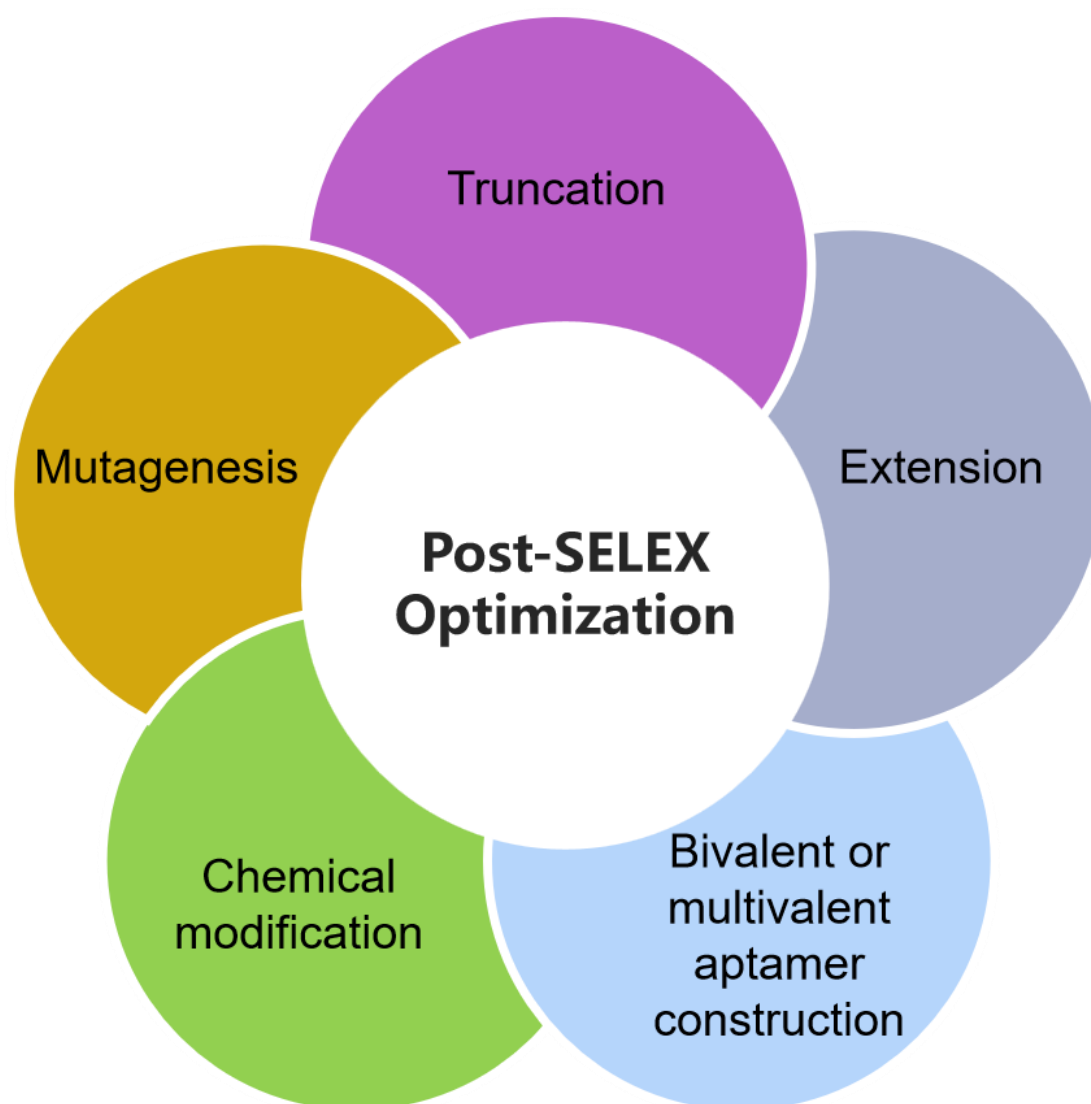 Truncation
Mutagenesis
Extension
Post-SELEX
Optimization
Chemical
modification
Bivalent or
multivalent
aptamer
construction